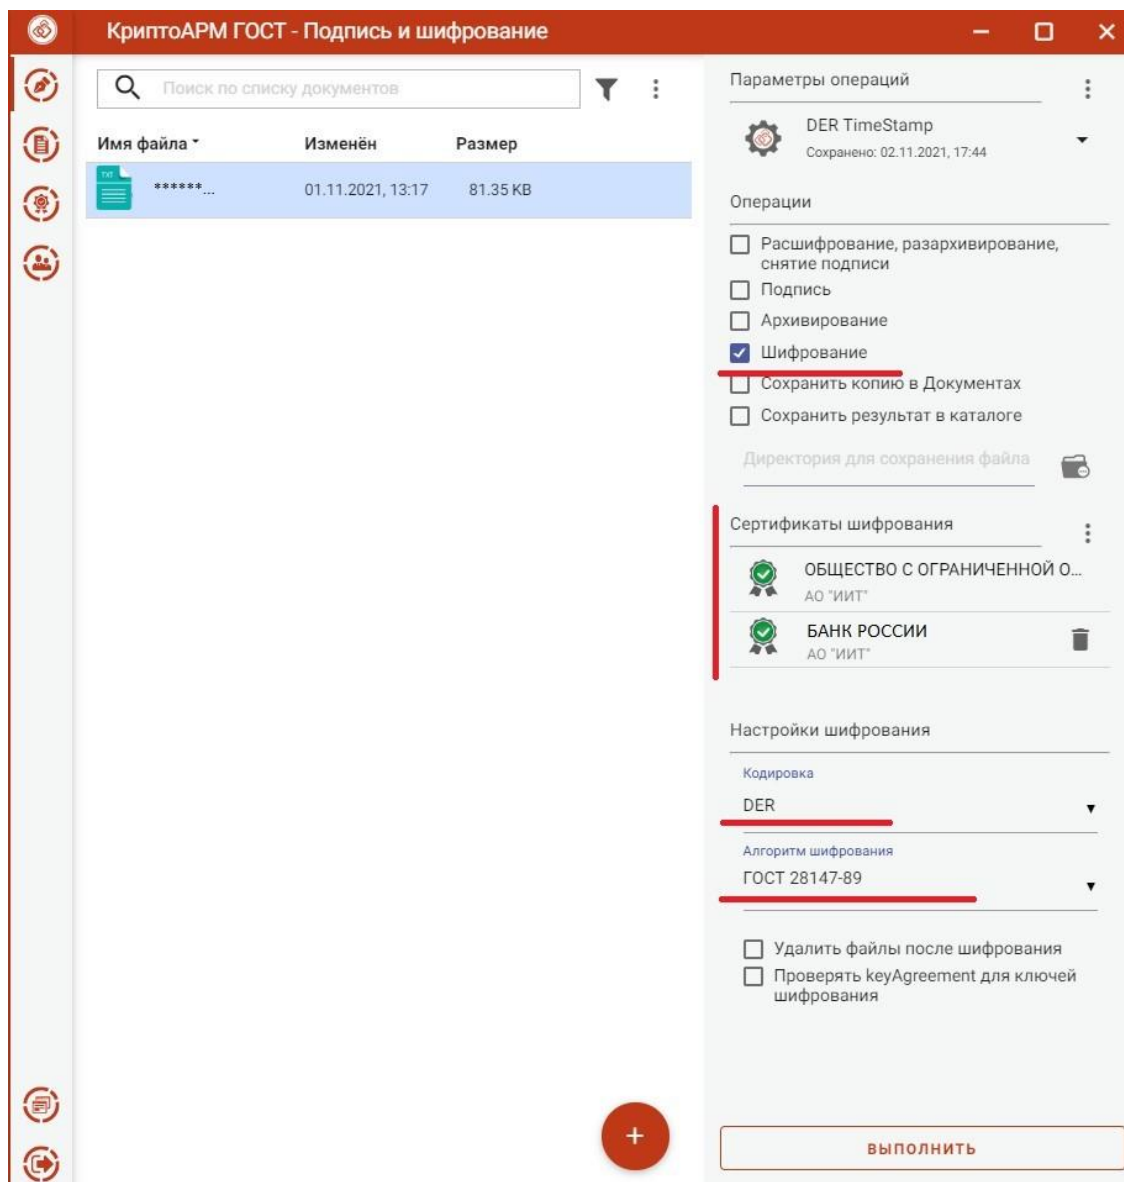 КриптоАРМ ГОСТ - Подпись и шифрование
Поиск по списку документов
Имя файла Изменён Размер
TXT ******... 01.11.2021, 13:17 81.35 KB
Параметры операций
DER TimeStamp
Сохранено: 02.11.2021, 17:44
Операции
Расшифрование, разархивирование,
снятие подписи
Подпись
Архивирование
Шифрование
Сохранить копию в Документах
Сохранить результат в каталоге
Директория для сохранения файла
Сертификаты шифрования
ОБЩЕСТВО С ОГРАНИЧЕННОЙ О...
АО "ИИТ"
БАНК РОССИИ
АО "ИИТ"
Настройки шифрования
Кодировка
DER
Алгоритм шифрования
ГОСТ 28147-89
Удалить файлы после шифрования
Проверять keyAgreement для ключей
шифрования
+
ВЫПОЛНИТЬ